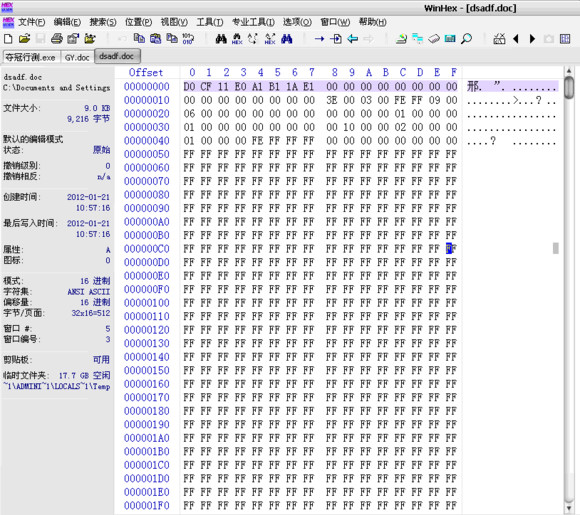 WinHex - [dsadf.doc]
文件(F) 编辑(E) 搜索(S) 位置(P) 视图(V) 工具(T) 专业工具(I) 选项(O) 窗口(W) 帮助(H)
夺冠行测.exe GY.doc dsadf.doc
dsadf.doc
C:\Documents and Settings
文件大小: 9.0 KB
9,216 字节
默认的编辑模式
状态: 原始
撤销级别: 0
撤销相反: n/a
创建时间: 2012-01-21
10:57:16
最后写入时间: 2012-01-21
10:57:16
属性: A
图标: 0
模式: 16 进制
字符集: ANSI ASCII
偏移量: 16 进制
字节/页面: 32x16=512
窗口 #: 5
窗口编号: 3
剪贴板: 可用
临时文件夹: 17.7 GB 空闲
~1\ADMINI~1\LOCALS~1\Temp
Offset 0 1 2 3 4 5 6 7 8 9 A B C D E F
00000000 D0 CF 11 E0 A1 B1 1A E1 00 00 00 00 00 00 00 00
00000010 00 00 00 00 00 00 00 00 3E 00 03 00 FE FF 09 00 ........>...?..
00000020 06 00 00 00 00 00 00 00 00 00 00 00 01 00 00 00 ................
00000030 01 00 00 00 00 00 00 00 00 10 00 00 02 00 00 00 ................
00000040 01 00 00 00 FE FF FF FF 00 00 00 00 00 00 00 00 ....? ........
00000050 FF FF FF FF FF FF FF FF FF FF FF FF FF FF FF FF
00000060 FF FF FF FF FF FF FF FF FF FF FF FF FF FF FF FF
00000070 FF FF FF FF FF FF FF FF FF FF FF FF FF FF FF FF
00000080 FF FF FF FF FF FF FF FF FF FF FF FF FF FF FF FF
00000090 FF FF FF FF FF FF FF FF FF FF FF FF FF FF FF FF
000000A0 FF FF FF FF FF FF FF FF FF FF FF FF FF FF FF FF
000000B0 FF FF FF FF FF FF FF FF FF FF FF FF FF FF FF FF
000000C0 FF FF FF FF FF FF FF FF FF FF FF FF FF FF FF FF
000000D0 FF FF FF FF FF FF FF FF FF FF FF FF FF FF FF FF
000000E0 FF FF FF FF FF FF FF FF FF FF FF FF FF FF FF FF
000000F0 FF FF FF FF FF FF FF FF FF FF FF FF FF FF FF FF
00000100 FF FF FF FF FF FF FF FF FF FF FF FF FF FF FF FF
00000110 FF FF FF FF FF FF FF FF FF FF FF FF FF FF FF FF
00000120 FF FF FF FF FF FF FF FF FF FF FF FF FF FF FF FF
00000130 FF FF FF FF FF FF FF FF FF FF FF FF FF FF FF FF
00000140 FF FF FF FF FF FF FF FF FF FF FF FF FF FF FF FF
00000150 FF FF FF FF FF FF FF FF FF FF FF FF FF FF FF FF
00000160 FF FF FF FF FF FF FF FF FF FF FF FF FF FF FF FF
00000170 FF FF FF FF FF FF FF FF FF FF FF FF FF FF FF FF
00000180 FF FF FF FF FF FF FF FF FF FF FF FF FF FF FF FF
00000190 FF FF FF FF FF FF FF FF FF FF FF FF FF FF FF FF
000001A0 FF FF FF FF FF FF FF FF FF FF FF FF FF FF FF FF
000001B0 FF FF FF FF FF FF FF FF FF FF FF FF FF FF FF FF
000001C0 FF FF FF FF FF FF FF FF FF FF FF FF FF FF FF FF
000001D0 FF FF FF FF FF FF FF FF FF FF FF FF FF FF FF FF
000001E0 FF FF FF FF FF FF FF FF FF FF FF FF FF FF FF FF
000001F0 FF FF FF FF FF FF FF FF FF FF FF FF FF FF FF FF